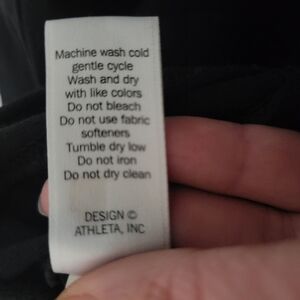 Machine wash cold
gentle cycle
Wash and dry
with like colors
Do not bleach
Do not use fabric
softeners
Tumble dry low
Do not iron
Do not dry clean
DESIGN ©
ATHLETA, INC